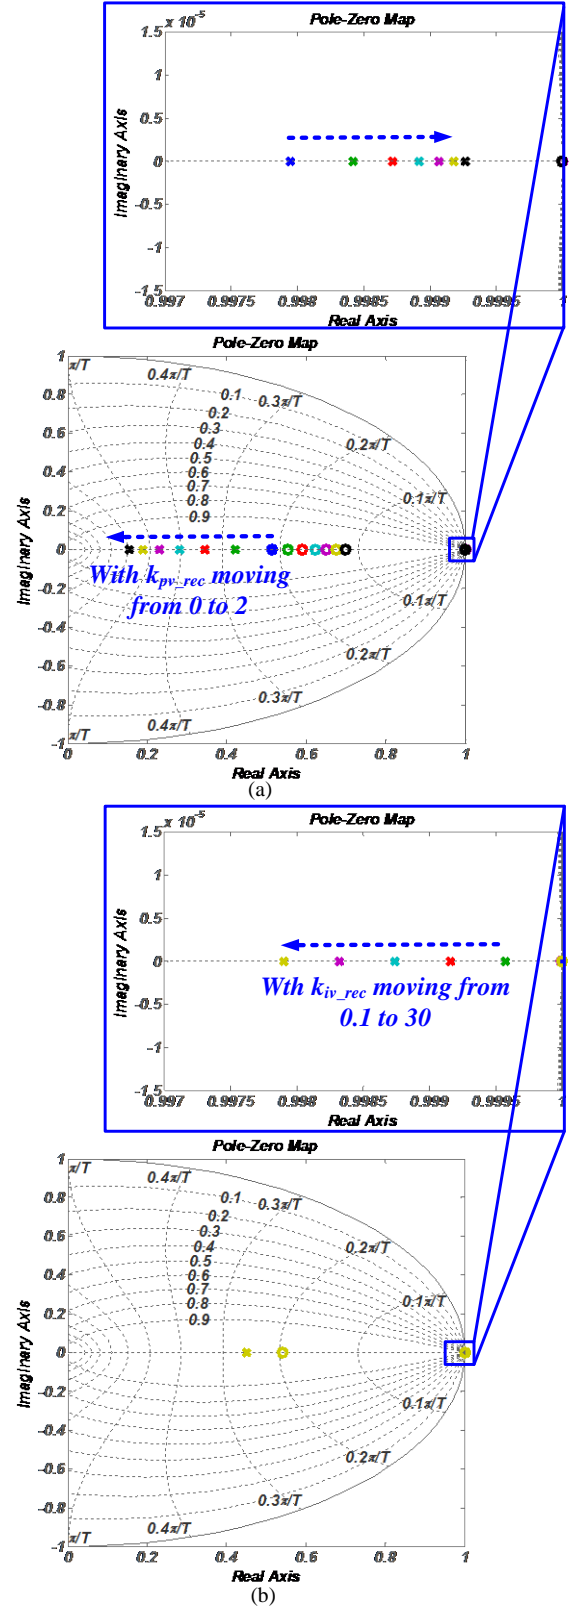 Pole-Zero Map
1.5 x 10⁻⁵
1
0.5
0
-0.5
-1
-1.5
Imaginary Axis
0.997 0.9975 0.998 0.9985 0.999 0.9995 1
Real Axis
Pole-Zero Map
1
0.8
0.6
0.4
0.2
0
-0.2
-0.4
-0.6
-0.8
-1
Imaginary Axis
π/T
0.4π/T
0.3π/T
0.2π/T
0.1π/T
0.1
0.2
0.3
0.4
0.5
0.6
0.7
0.8
0.9
With k_pv_rec moving
from 0 to 2
0.1π/T
0.2π/T
0.3π/T
0.4π/T
π/T
0 0.2 0.4 0.6 0.8 1
Real Axis
(a)
Pole-Zero Map
1.5 x 10⁻⁵
1
0.5
0
-0.5
-1
-1.5
Imaginary Axis
Wth k_iv_rec moving from
0.1 to 30
0.997 0.9975 0.998 0.9985 0.999 0.9995 1
Real Axis
Pole-Zero Map
1
0.8
0.6
0.4
0.2
0
-0.2
-0.4
-0.6
-0.8
-1
Imaginary Axis
π/T
0.4π/T
0.3π/T
0.2π/T
0.1π/T
0.1
0.2
0.3
0.4
0.5
0.6
0.7
0.8
0.9
0.1π/T
0.2π/T
0.3π/T
0.4π/T
π/T
0 0.2 0.4 0.6 0.8 1
Real Axis
(b)